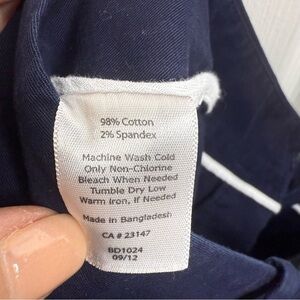 98% Cotton
2% Spandex
Machine Wash Cold
Only Non-Chlorine
Bleach When Needed
Tumble Dry Low
Warm Iron, If Needed
Made in Bangladesh
CA # 23147
BD1024
09/12